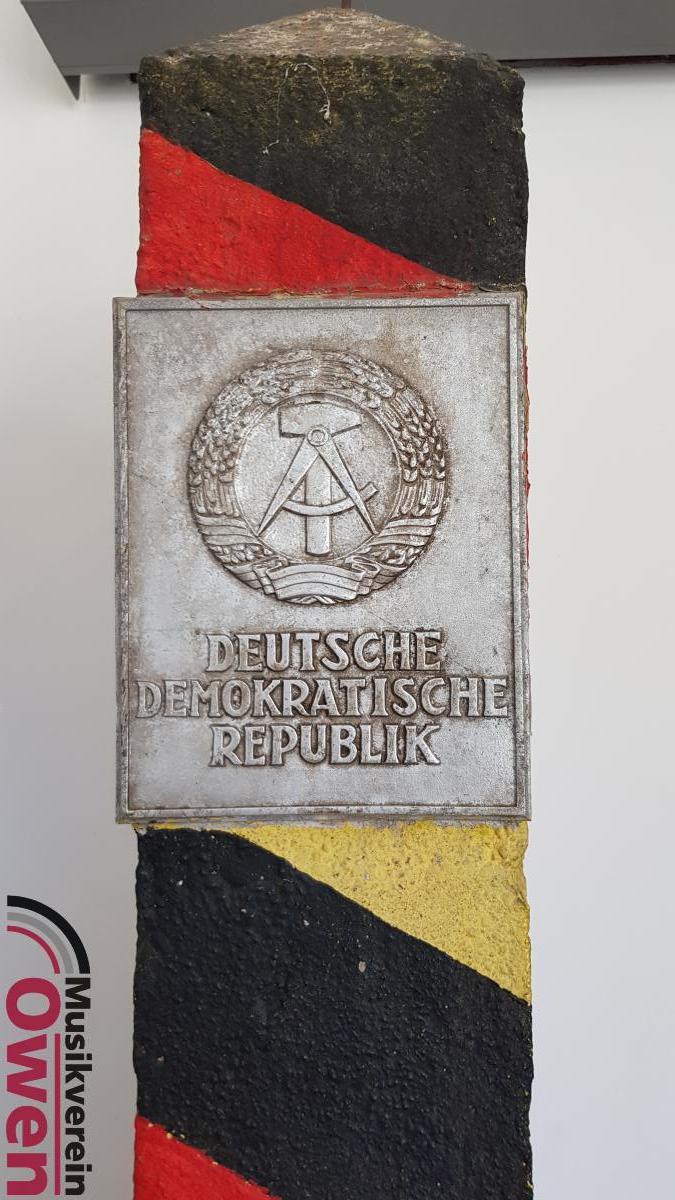 DEUTSCHE
DEMOKRATISCHE
REPUBLIK
Musikverein
Owen